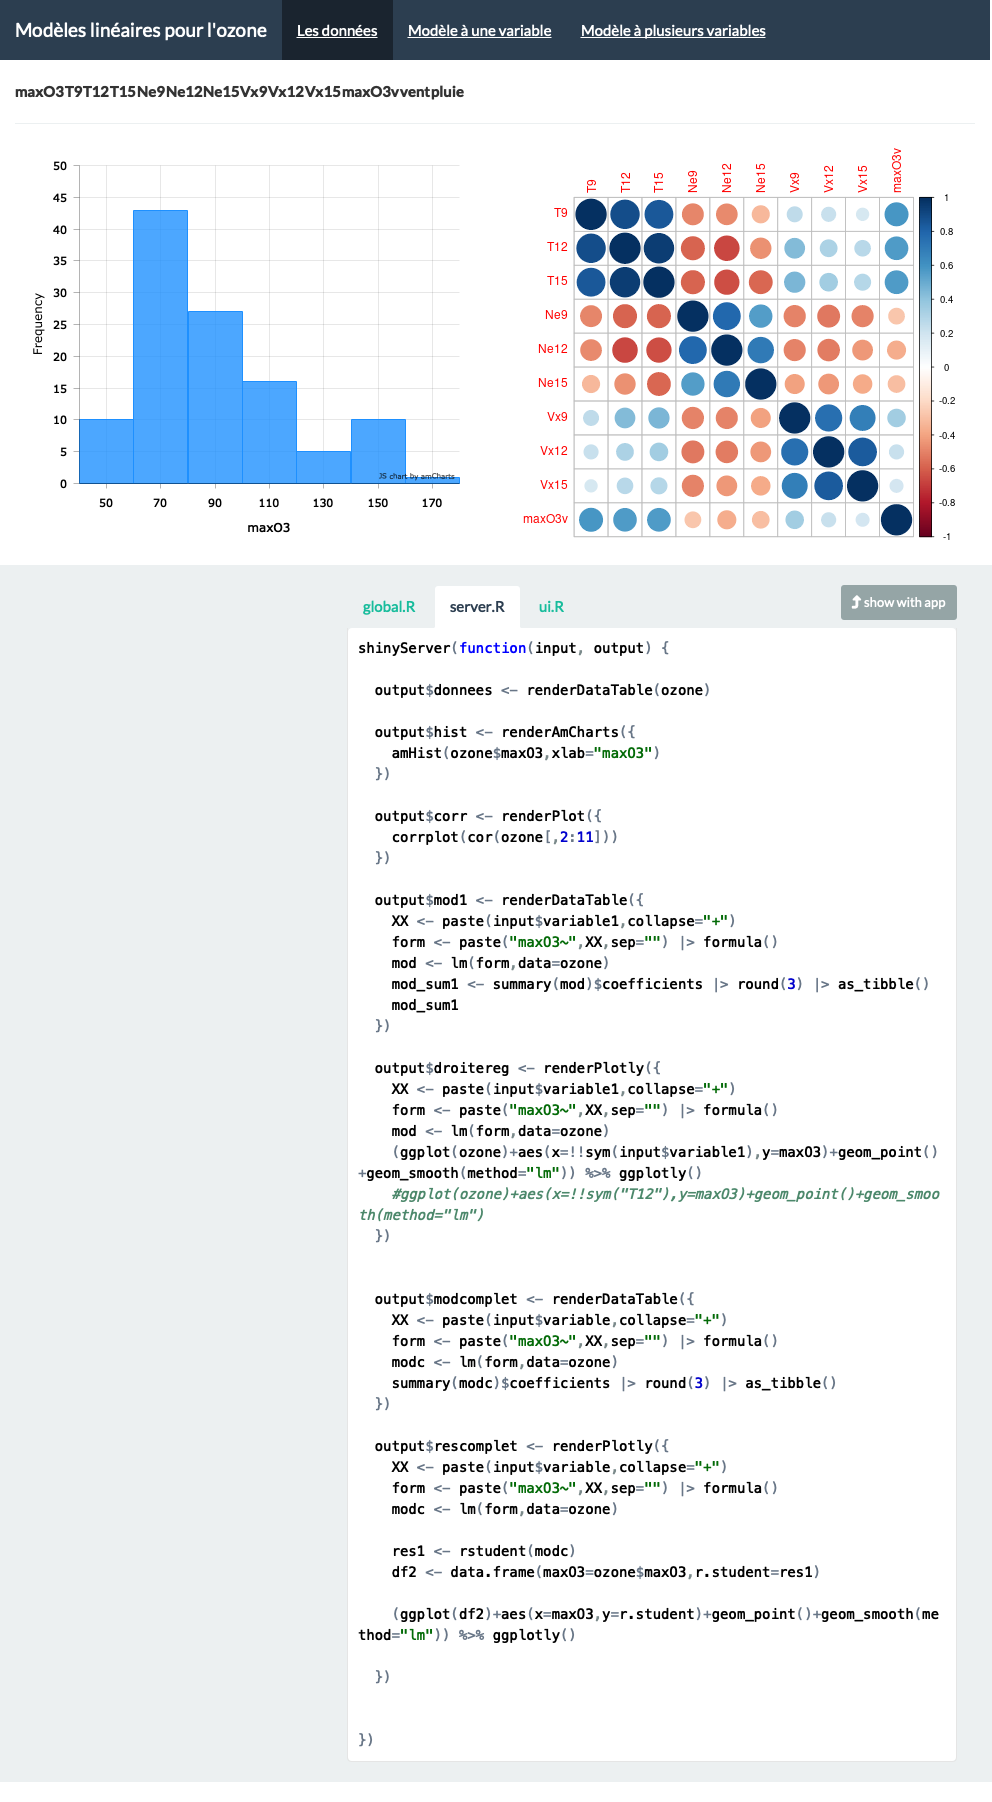 Modèles linéaires pour l'ozone Les données Modèle à une variable Modèle à plusieurs variables
maxO3T9T12T15Ne9Ne12Ne15Vx9Vx12Vx15maxO3vventpluie
50
45
40
35
30
25
20
15
10
5
0
Frequency
50 70 90 110 130 150 170
maxO3
JS chart by amCharts
T9 T12 T15 Ne9 Ne12 Ne15 Vx9 Vx12 Vx15 maxO3v
T9
T12
T15
Ne9
Ne12
Ne15
Vx9
Vx12
Vx15
maxO3v
1
0.8
0.6
0.4
0.2
0
-0.2
-0.4
-0.6
-0.8
-1
global.R server.R ui.R
show with app
shinyServer(function(input, output) {
  output$donnees <- renderDataTable(ozone)
  output$hist <- renderAmCharts({
    amHist(ozone$maxO3,xlab="maxO3")
  })
  output$corr <- renderPlot({
    corrplot(cor(ozone[,2:11]))
  })
  output$mod1 <- renderDataTable({
    XX <- paste(input$variable1,collapse="+")
    form <- paste("maxO3~",XX,sep="") |> formula()
    mod <- lm(form,data=ozone)
    mod_sum1 <- summary(mod)$coefficients |> round(3) |> as_tibble()
    mod_sum1
  })
  output$droitereg <- renderPlotly({
    XX <- paste(input$variable1,collapse="+")
    form <- paste("maxO3~",XX,sep="") |> formula()
    mod <- lm(form,data=ozone)
    (ggplot(ozone)+aes(x=!!sym(input$variable1),y=maxO3)+geom_point()
+geom_smooth(method="lm")) %>% ggplotly()
    #ggplot(ozone)+aes(x=!!sym("T12"),y=maxO3)+geom_point()+geom_smoo
th(method="lm")
  })
  output$modcomplet <- renderDataTable({
    XX <- paste(input$variable,collapse="+")
    form <- paste("maxO3~",XX,sep="") |> formula()
    modc <- lm(form,data=ozone)
    summary(modc)$coefficients |> round(3) |> as_tibble()
  })
  output$rescomplet <- renderPlotly({
    XX <- paste(input$variable,collapse="+")
    form <- paste("maxO3~",XX,sep="") |> formula()
    modc <- lm(form,data=ozone)
    res1 <- rstudent(modc)
    df2 <- data.frame(maxO3=ozone$maxO3,r.student=res1)
    (ggplot(df2)+aes(x=maxO3,y=r.student)+geom_point()+geom_smooth(me
thod="lm")) %>% ggplotly()
  })
})